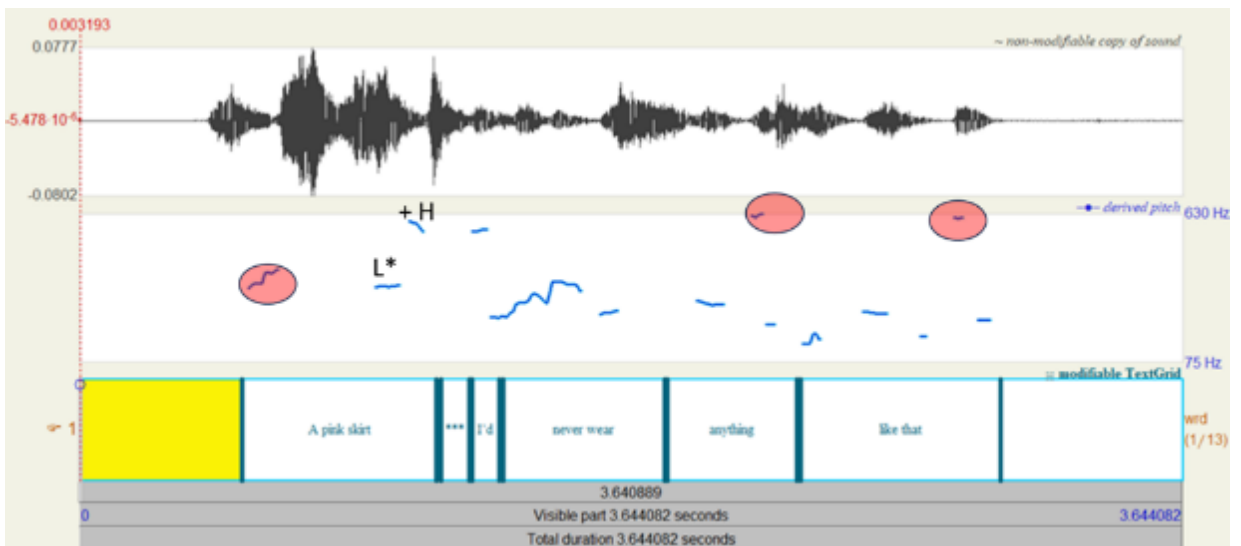 0.003193
0.0777
~ non-modifiable copy of sound
-5.478·10⁻⁶
-0.0802
+ H
derived pitch
630 Hz
L*
75 Hz
modifiable TextGrid
1
A pink skirt
***
I'd
never wear
anything
like that
wrd
(1/13)
3.640889
0
Visible part 3.644082 seconds
3.644082
Total duration 3.644082 seconds